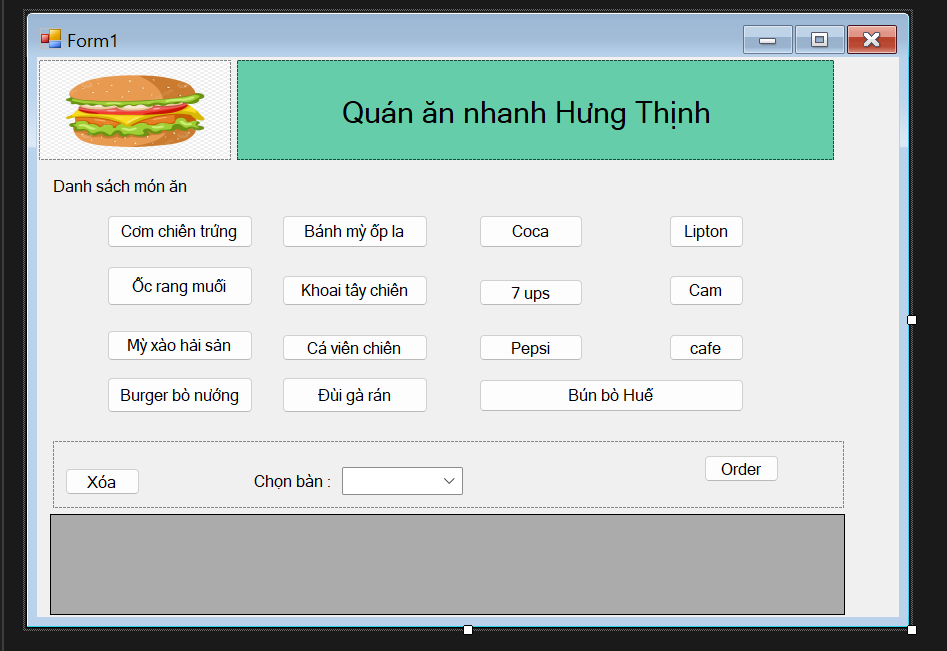 Form1
Quán ăn nhanh Hưng Thịnh
Danh sách món ăn
Cơm chiên trứng Bánh mỳ ốp la Coca Lipton
Ốc rang muối Khoai tây chiên 7 ups Cam
Mỳ xào hải sản Cá viên chiên Pepsi cafe
Burger bò nướng Đùi gà rán Bún bò Huế
Xóa Chọn bàn : Order